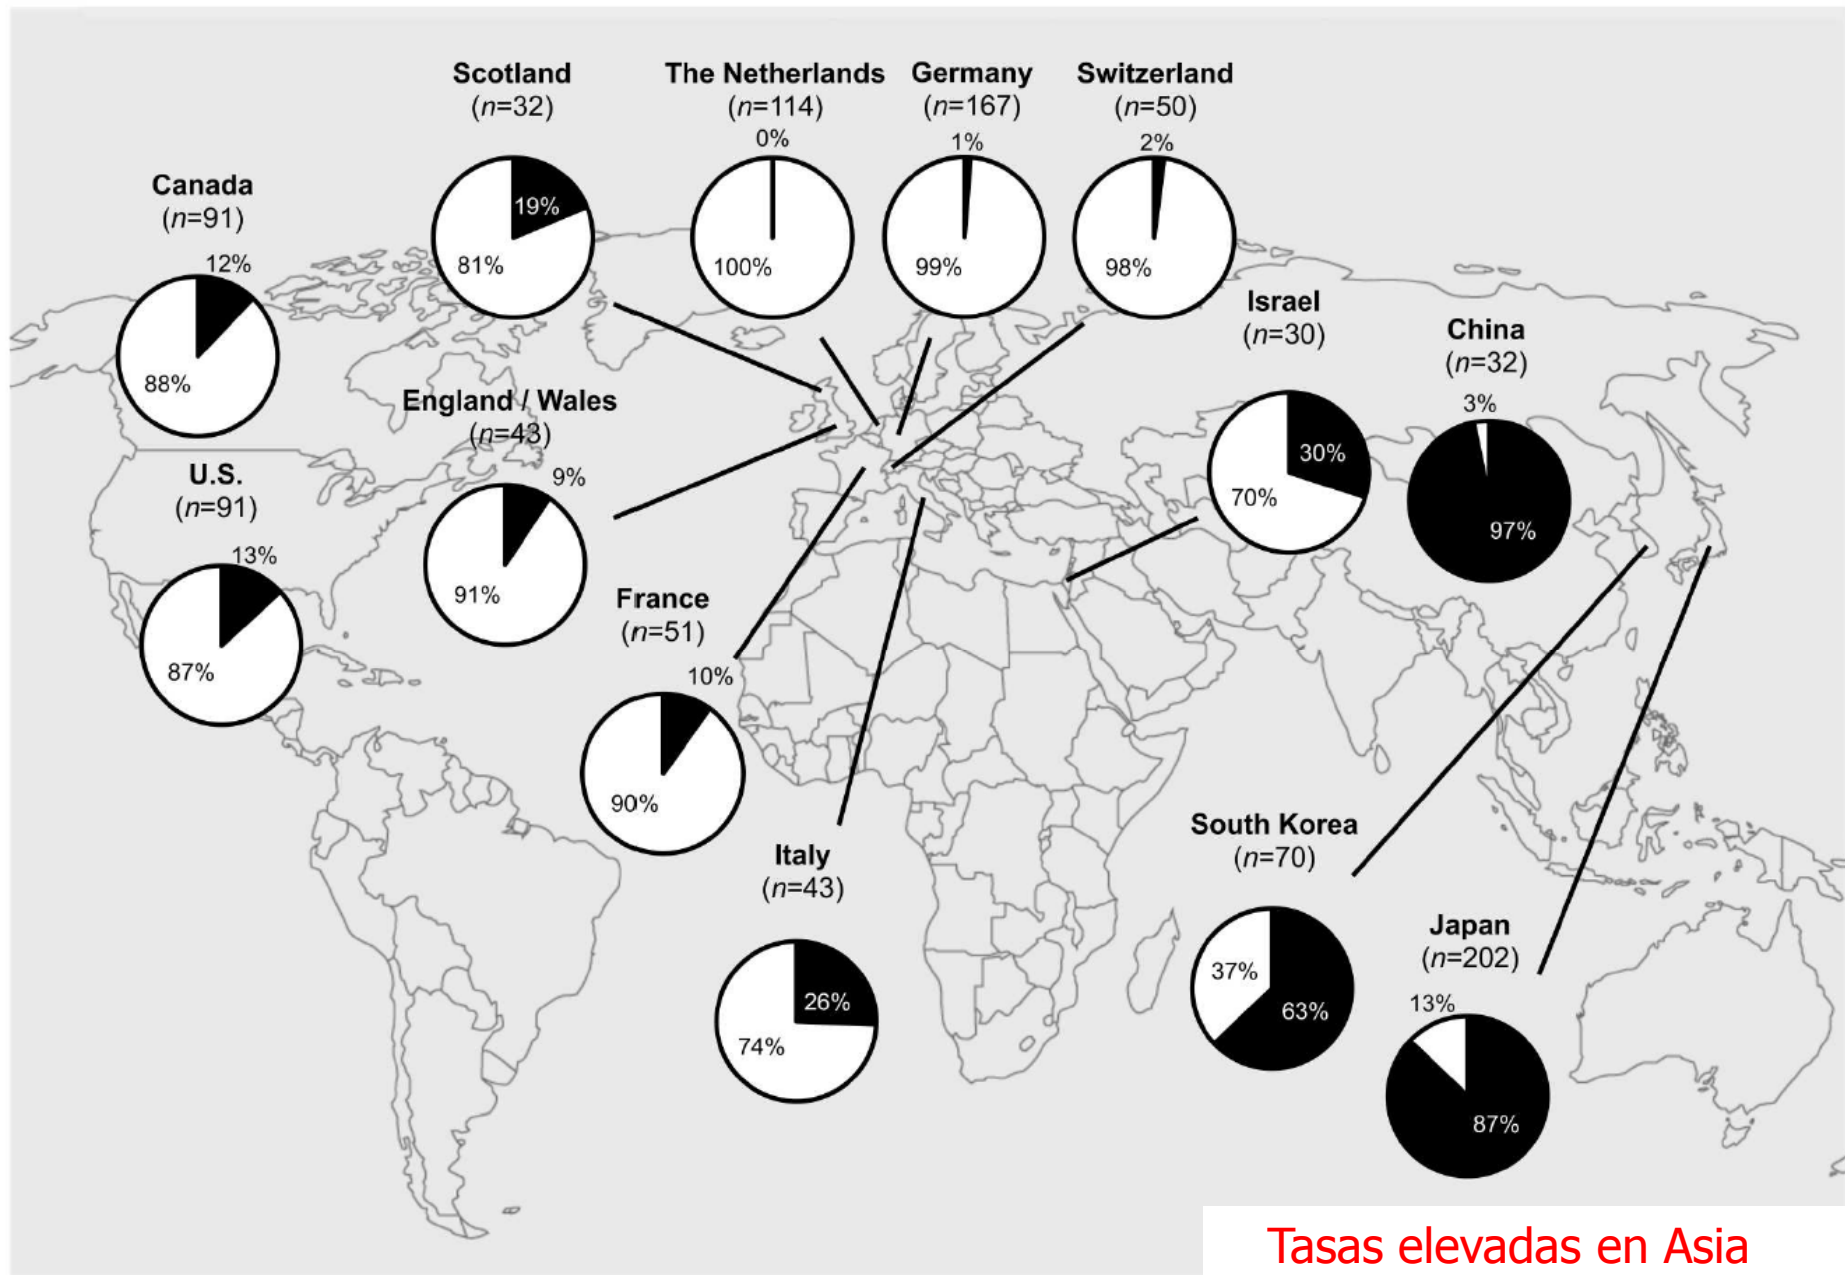 Scotland
(n=32)
19%
81%
The Netherlands
(n=114)
0%
100%
Germany
(n=167)
1%
99%
Switzerland
(n=50)
2%
98%
Canada
(n=91)
12%
88%
Israel
(n=30)
30%
70%
China
(n=32)
3%
97%
England / Wales
(n=43)
9%
91%
U.S.
(n=91)
13%
87%
France
(n=51)
10%
90%
Italy
(n=43)
26%
74%
South Korea
(n=70)
37%
63%
Japan
(n=202)
13%
87%
Tasas elevadas en Asia